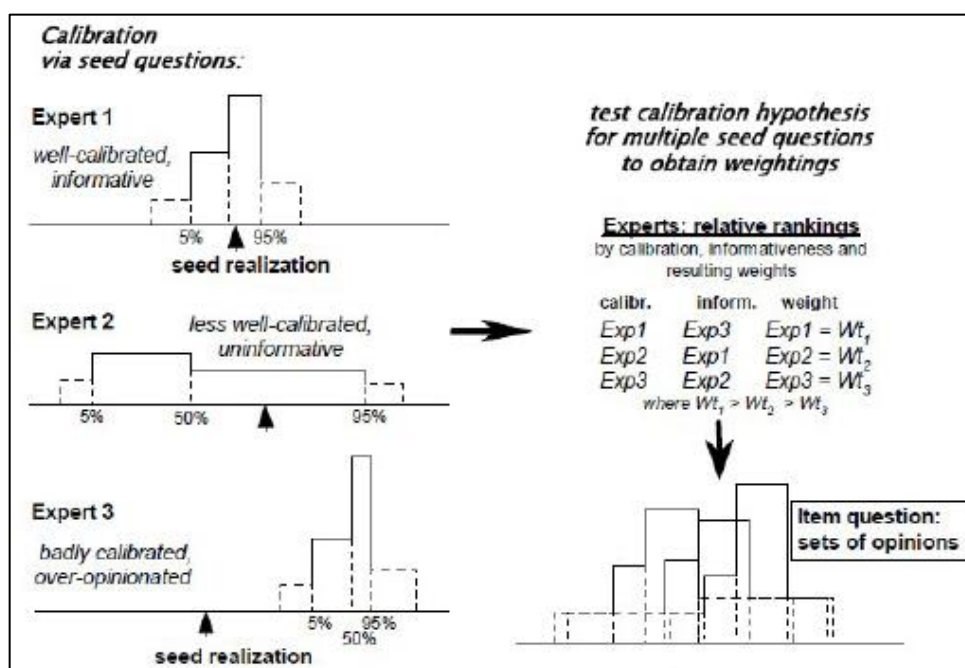 Calibration
via seed questions:
Expert 1
well-calibrated,
informative
5%
95%
seed realization
Expert 2
less well-calibrated,
uninformative
5%
50%
95%
Expert 3
badly calibrated,
over-opinionated
5%
95%
50%
seed realization
test calibration hypothesis
for multiple seed questions
to obtain weightings
Experts: relative rankings
by calibration, informativeness and
resulting weights
calibr. inform. weight
Exp1 Exp3 Exp1 = Wt1
Exp2 Exp1 Exp2 = Wt2
Exp3 Exp2 Exp3 = Wt3
where Wt1 > Wt2 > Wt3
Item question:
sets of opinions